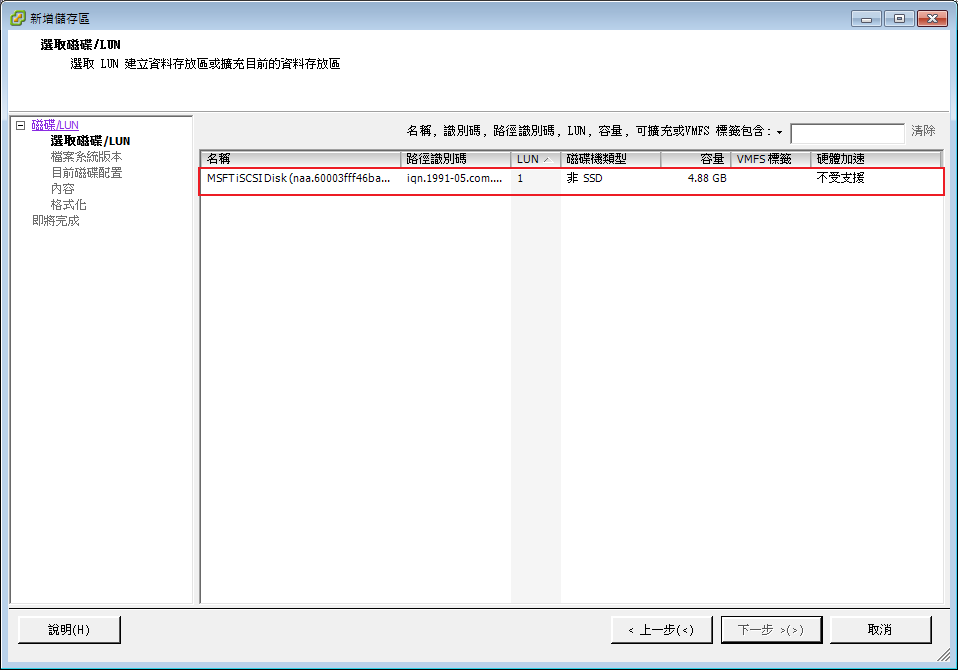 新增儲存區
選取磁碟/LUN
選取 LUN 建立資料存放區或擴充目前的資料存放區
磁碟/LUN
選取磁碟/LUN
檔案系統版本
目前磁碟配置
內容
格式化
即將完成
名稱, 識別碼, 路徑識別碼, LUN, 容量, 可擴充或VMFS 標籤包含: 清除
名稱 路徑識別碼 LUN 磁碟機類型 容量 VMFS 標籤 硬體加速
MSFT iSCSI Disk (naa.60003fff46ba... iqn.1991-05.com.... 1 非 SSD 4.88 GB 不受支援
說明(H) < 上一步(<) 下一步 >(>) 取消